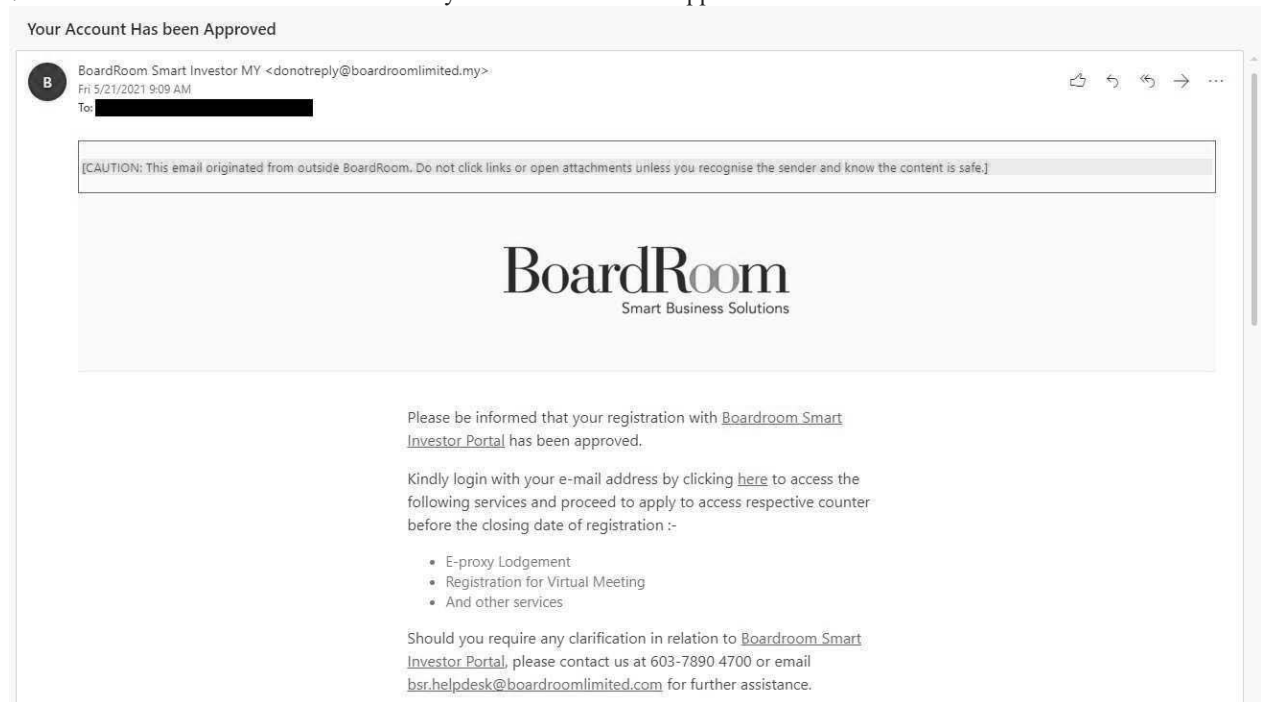 Your Account Has been Approved
B
BoardRoom Smart Investor MY <donotreply@boardroomlimited.my>
Fri 5/21/2021 9:09 AM
To:
[CAUTION: This email originated from outside BoardRoom. Do not click links or open attachments unless you recognise the sender and know the content is safe.]
BoardRoom
Smart Business Solutions
Please be informed that your registration with Boardroom Smart
Investor Portal has been approved.
Kindly login with your e-mail address by clicking here to access the
following services and proceed to apply to access respective counter
before the closing date of registration :-
• E-proxy Lodgement
• Registration for Virtual Meeting
• And other services
Should you require any clarification in relation to Boardroom Smart
Investor Portal, please contact us at 603-7890 4700 or email
bsr.helpdesk@boardroomlimited.com for further assistance.